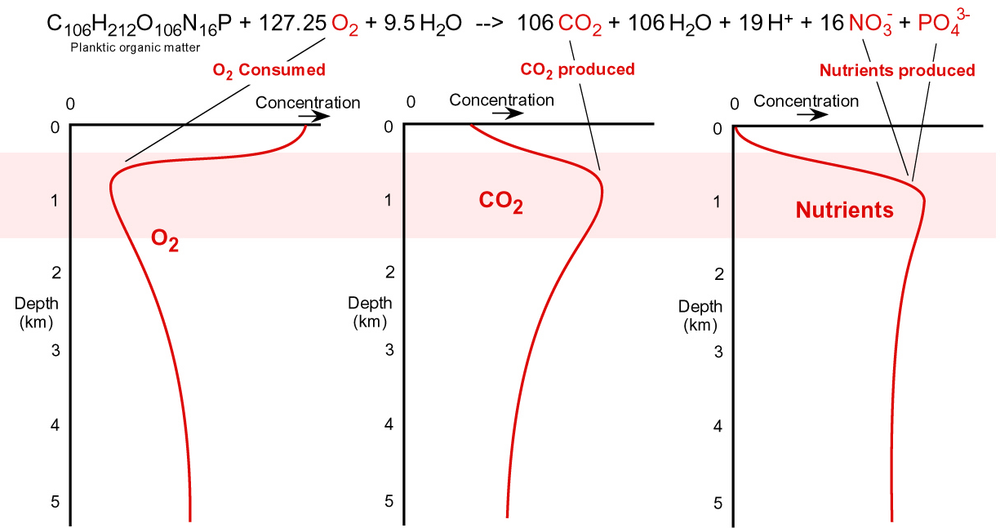 C₁₀₆H₂₁₂O₁₀₆N₁₆P + 127.25 O₂ + 9.5 H₂O --> 106 CO₂ + 106 H₂O + 19 H⁺ + 16 NO₃⁻ + PO₄³⁻
Planktic organic matter
O₂ Consumed
CO₂ produced
Nutrients produced
0
Concentration
0
1
2
3
4
5
Depth
(km)
O₂
0
Concentration
0
1
2
3
4
5
Depth
(km)
CO₂
0
Concentration
0
1
2
3
4
5
Depth
(km)
Nutrients